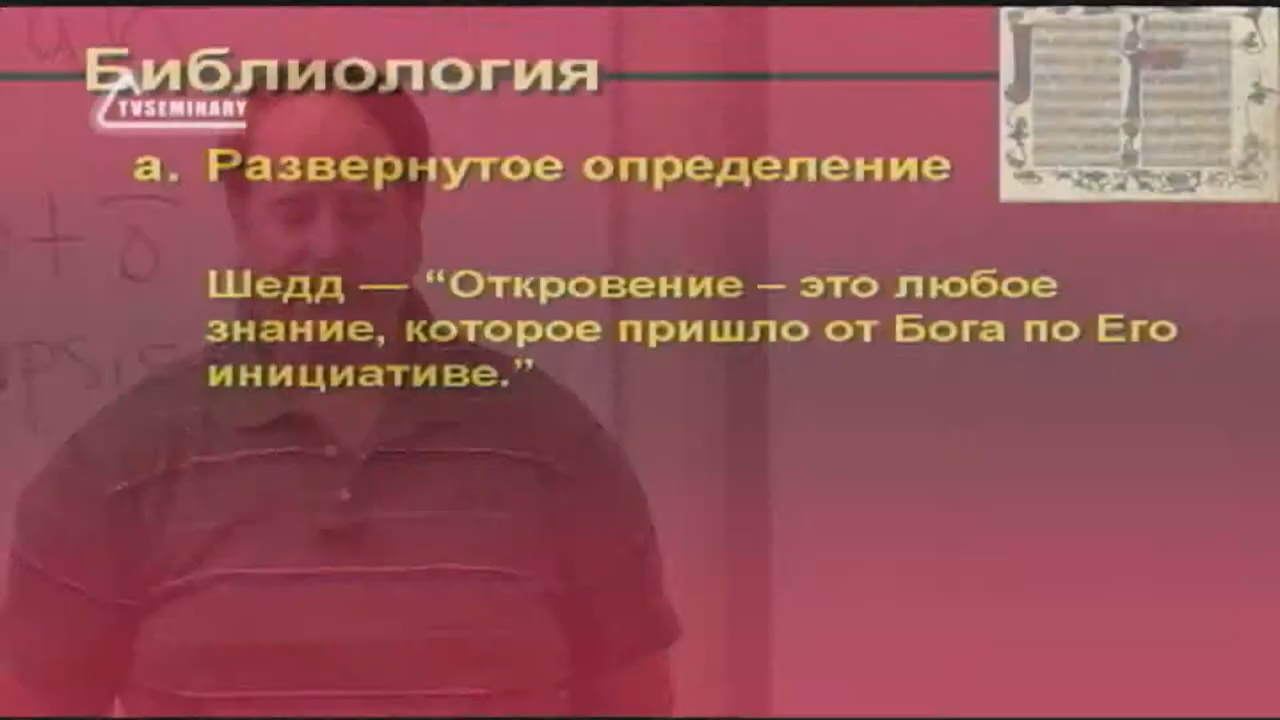 Библиология
TVSEMINARY
а. Развернутое определение
Шедд — “Откровение – это любое
знание, которое пришло от Бога по Его
инициативе.”